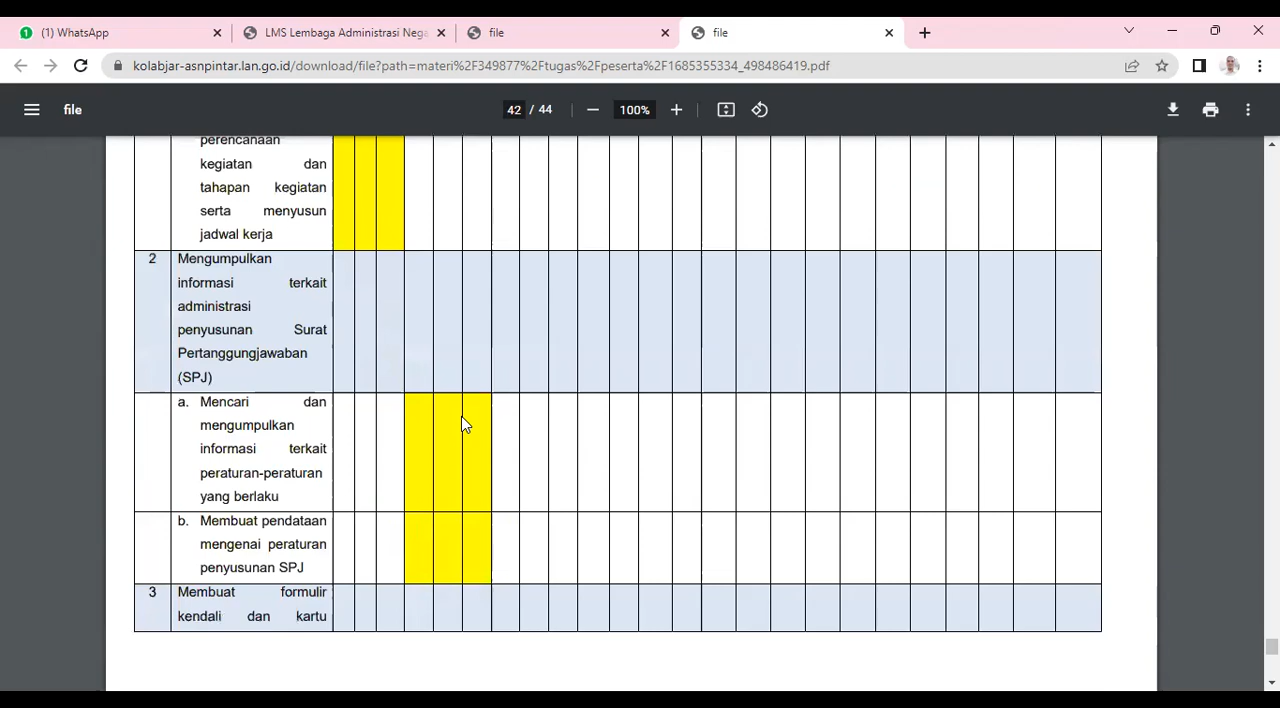 (1) WhatsApp
LMS Lembaga Administrasi Nega
file
file
kolabjar-asnpintar.lan.go.id/download/file?path=materi%2F349877%2Ftugas%2Fpeserta%2F1685355334_498486419.pdf
file
42 / 44
100%
perencanaan
kegiatan dan
tahapan kegiatan
serta menyusun
jadwal kerja
2 Mengumpulkan
informasi terkait
administrasi
penyusunan Surat
Pertanggungjawaban
(SPJ)
a. Mencari dan
mengumpulkan
informasi terkait
peraturan-peraturan
yang berlaku
b. Membuat pendataan
mengenai peraturan
penyusunan SPJ
3 Membuat formulir
kendali dan kartu